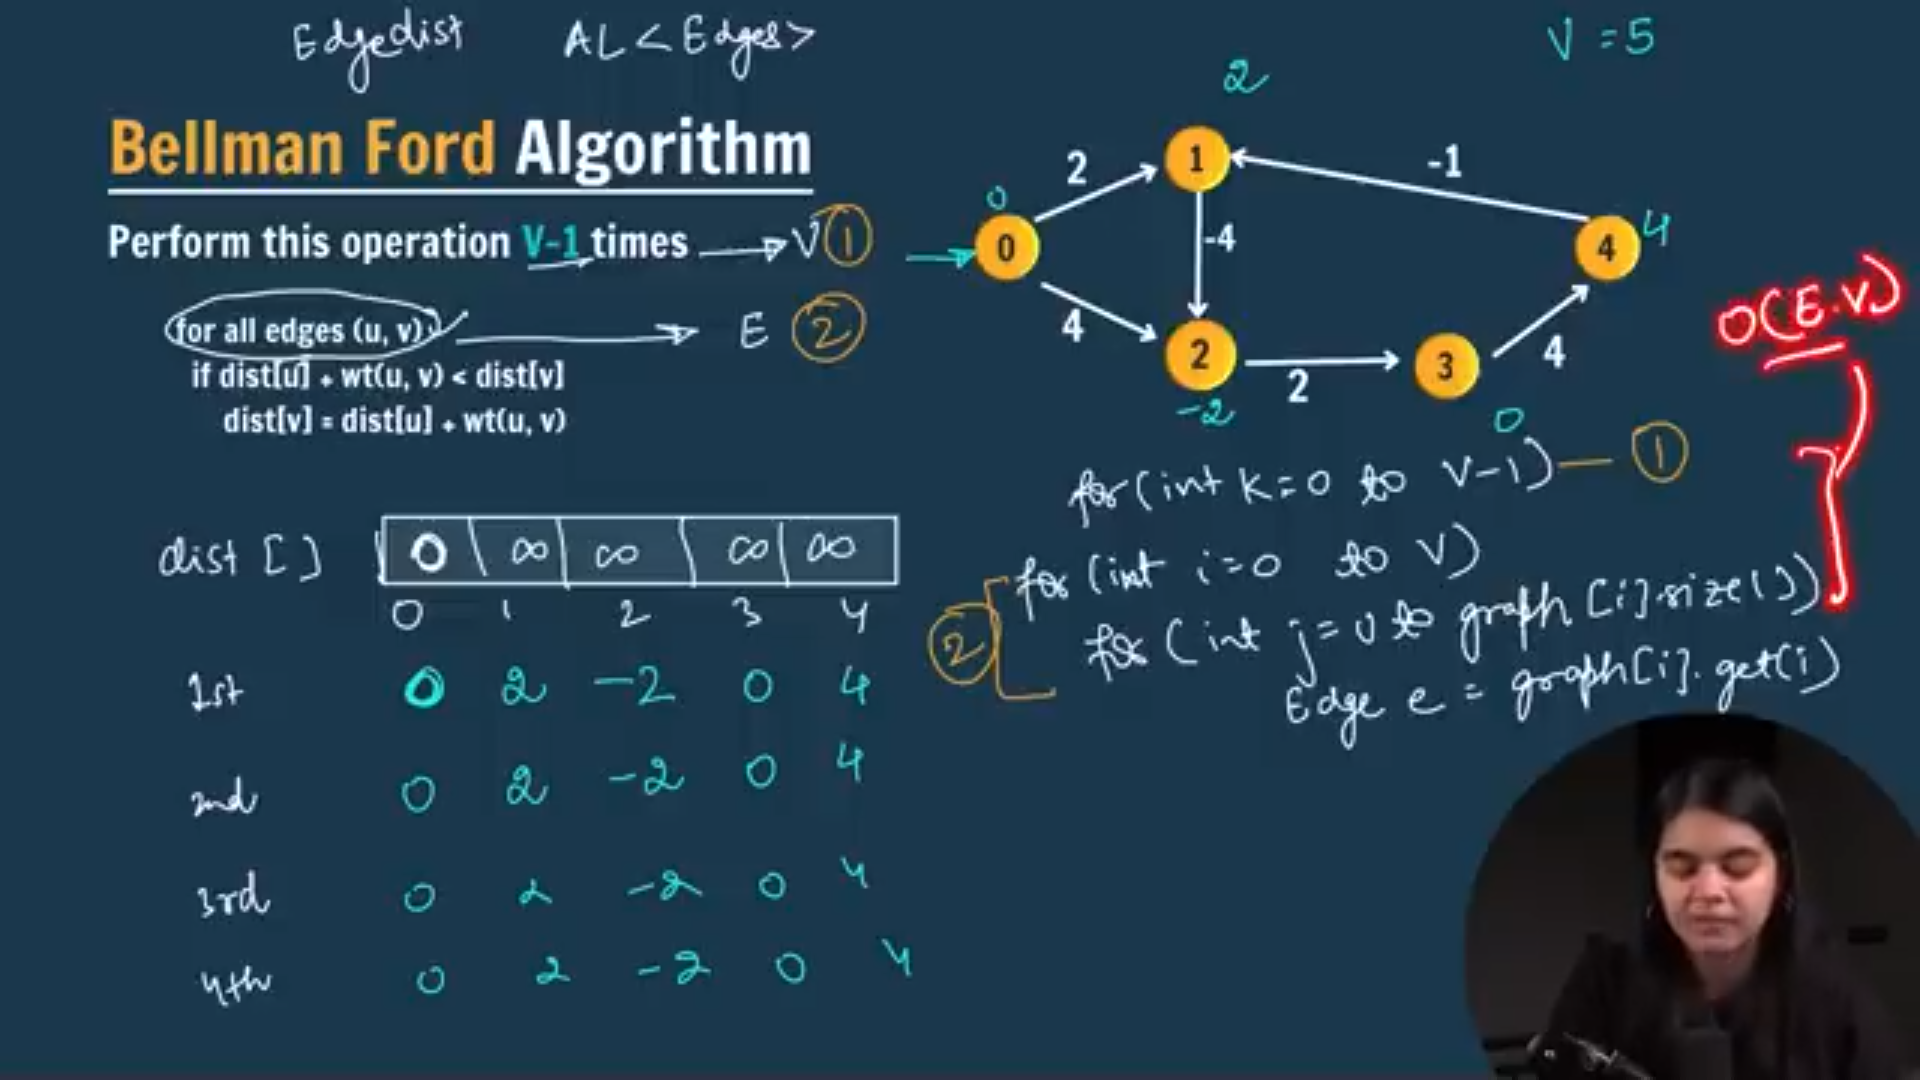 Edgedist AL<Edges>
V = 5
Bellman Ford Algorithm
Perform this operation V-1 times → V ①
for all edges (u, v) → E ②
if dist[u] + wt(u, v) < dist[v]
dist[v] = dist[u] + wt(u, v)
2
1
2
-1
0
0
-4
4
4
4
2
2
3
4
-2
0
O(E.V)
for(int k=0 to V-1) — ①
dist [] 0 ∞ ∞ ∞ ∞
0 1 2 3 4
② for (int i=0 to V)
for (int j=0 to graph[i].size())
Edge e = graph[i].get(i)
1st 0 2 -2 0 4
2nd 0 2 -2 0 4
3rd 0 2 -2 0 4
4th 0 2 -2 0 4